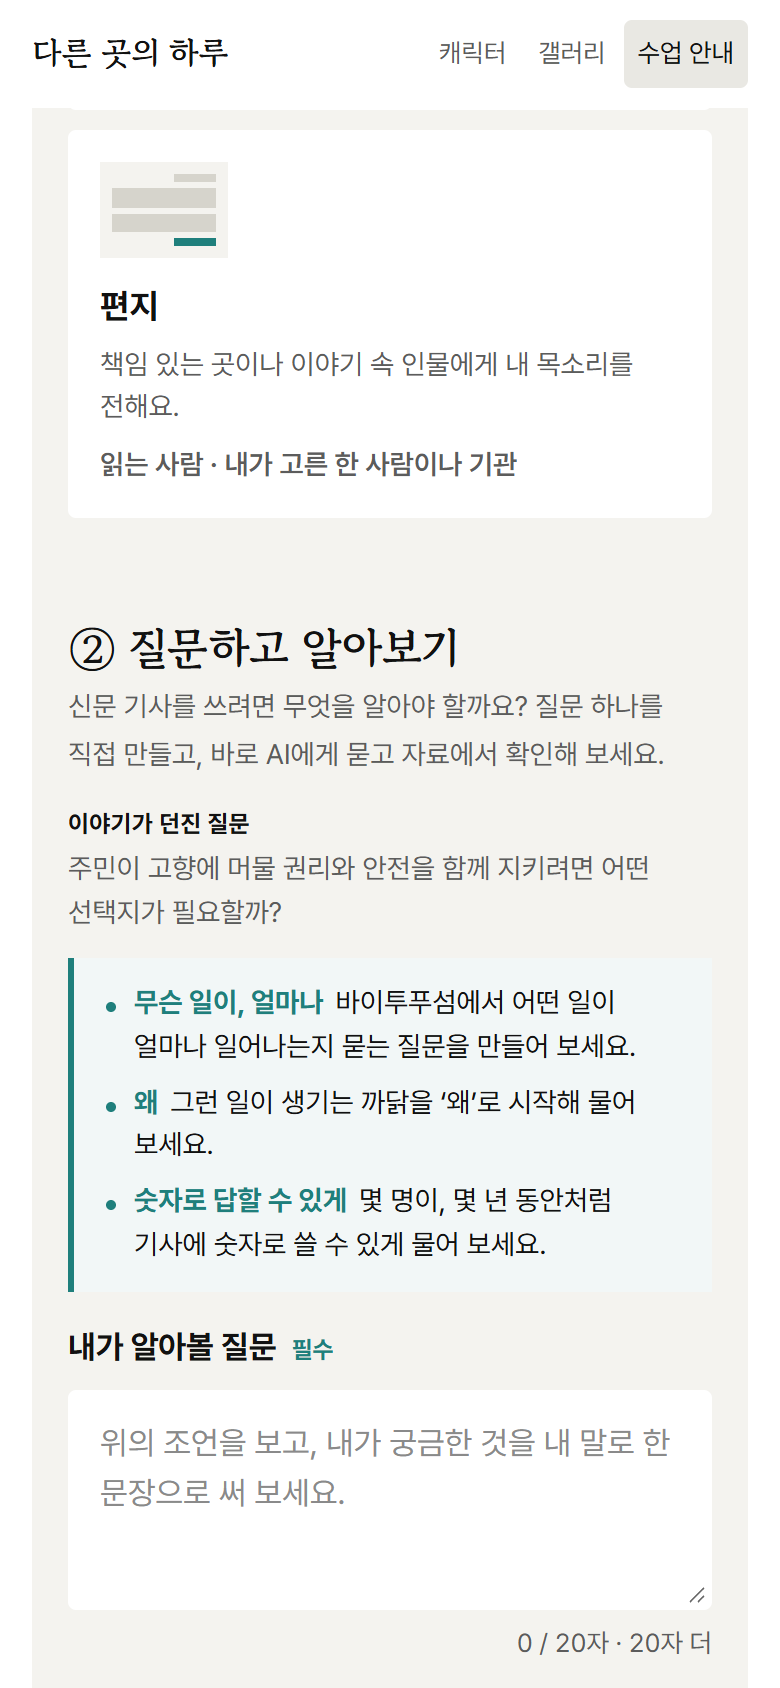 다른 곳의 하루
캐릭터
갤러리
수업 안내
편지
책임 있는 곳이나 이야기 속 인물에게 내 목소리를
전해요.
읽는 사람 · 내가 고른 한 사람이나 기관
② 질문하고 알아보기
신문 기사를 쓰려면 무엇을 알아야 할까요? 질문 하나를
직접 만들고, 바로 AI에게 묻고 자료에서 확인해 보세요.
이야기가 던진 질문
주민이 고향에 머물 권리와 안전을 함께 지키려면 어떤
선택지가 필요할까?
• 무슨 일이, 얼마나 바이투푸섬에서 어떤 일이
얼마나 일어나는지 묻는 질문을 만들어 보세요.
• 왜 그런 일이 생기는 까닭을 ‘왜’로 시작해 물어
보세요.
• 숫자로 답할 수 있게 몇 명이, 몇 년 동안처럼
기사에 숫자로 쓸 수 있게 물어 보세요.
내가 알아볼 질문 필수
위의 조언을 보고, 내가 궁금한 것을 내 말로 한
문장으로 써 보세요.
0 / 20자 · 20자 더